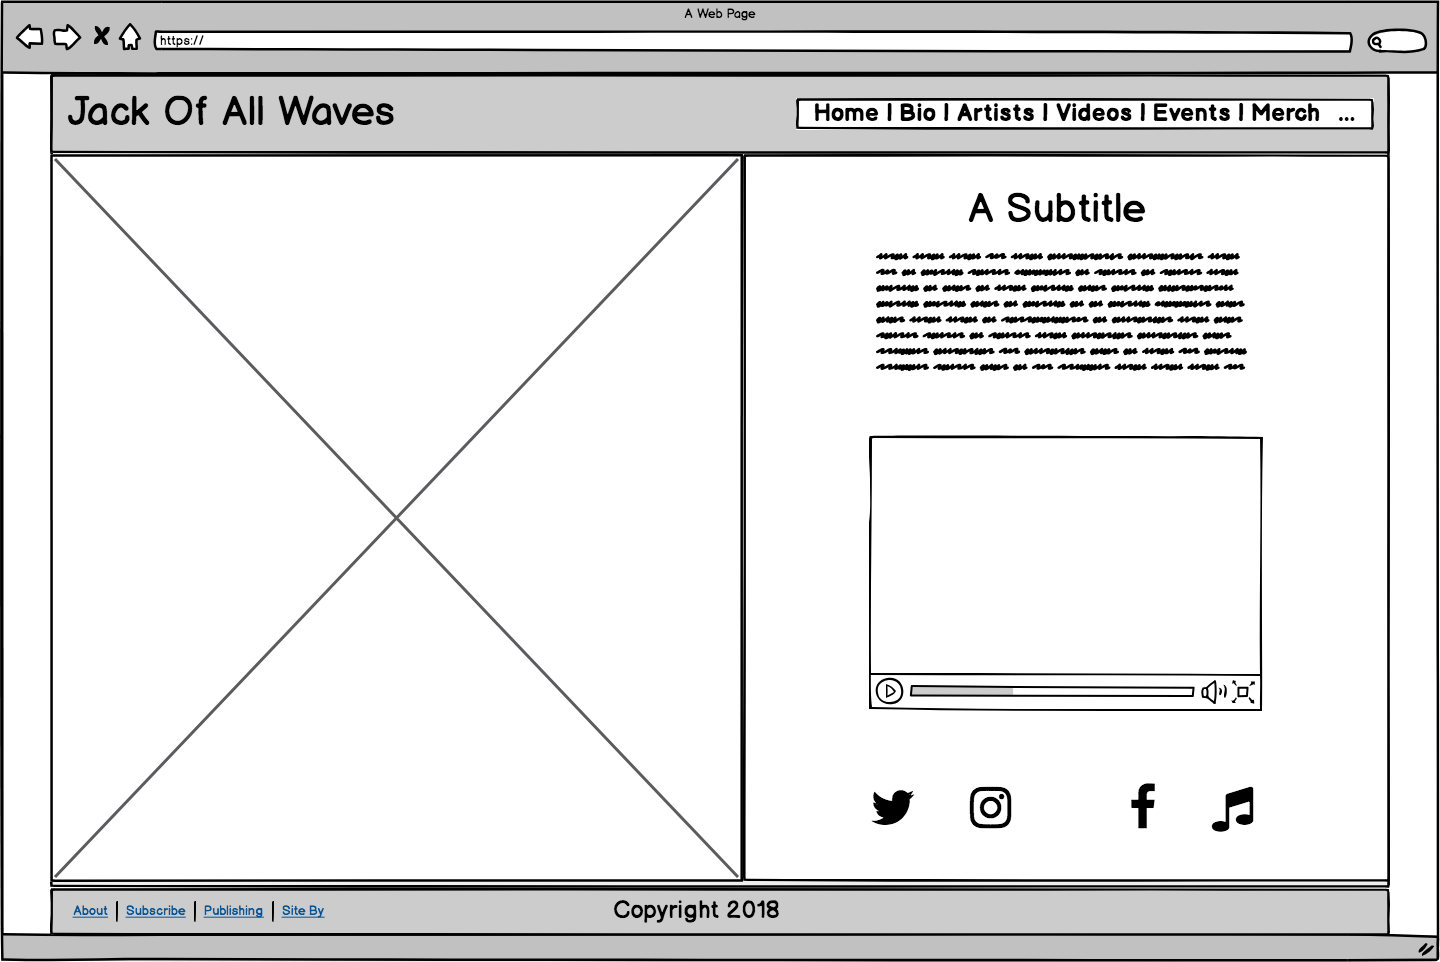 A Web Page
https://
Jack Of All Waves
Home | Bio | Artists | Videos | Events | Merch ...
A Subtitle
About | Subscribe | Publishing | Site By
Copyright 2018